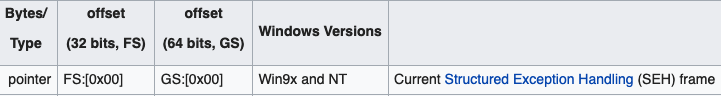 Bytes/ offset offset
Type (32 bits, FS) (64 bits, GS) Windows Versions
pointer FS:[0x00] GS:[0x00] Win9x and NT Current Structured Exception Handling (SEH) frame